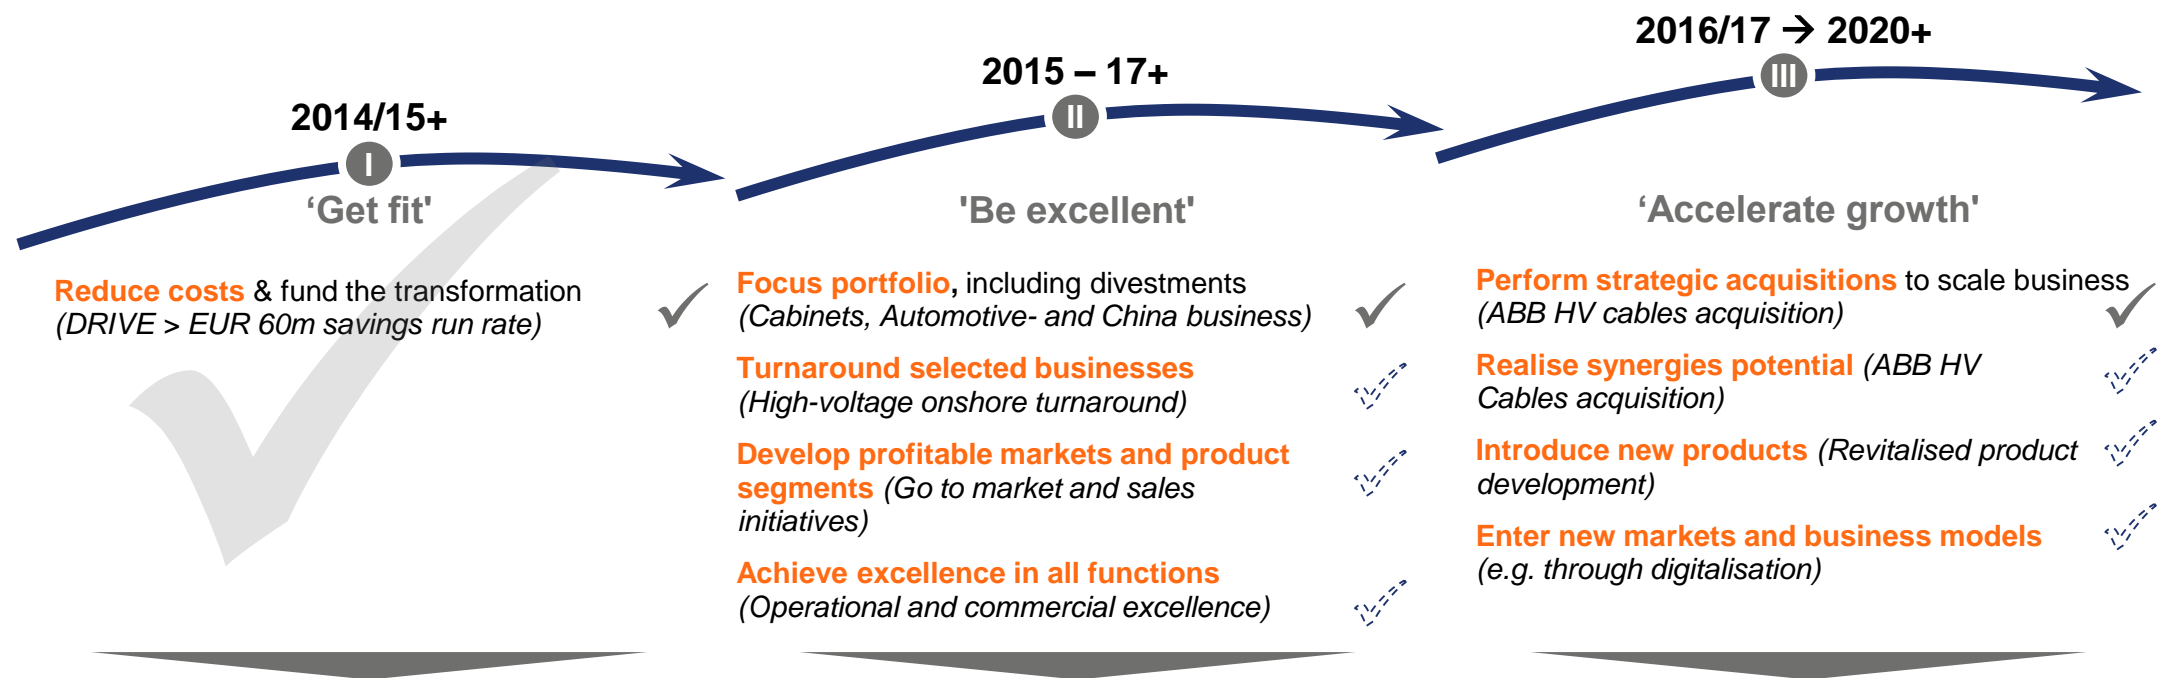 2014/15+
I
‘Get fit'
Reduce costs & fund the transformation
(DRIVE > EUR 60m savings run rate)
2015 – 17+
II
'Be excellent'
Focus portfolio, including divestments
(Cabinets, Automotive- and China business)
Turnaround selected businesses
(High-voltage onshore turnaround)
Develop profitable markets and product
segments (Go to market and sales
initiatives)
Achieve excellence in all functions
(Operational and commercial excellence)
2016/17 → 2020+
III
‘Accelerate growth'
Perform strategic acquisitions to scale business
(ABB HV cables acquisition)
Realise synergies potential (ABB HV
Cables acquisition)
Introduce new products (Revitalised product
development)
Enter new markets and business models
(e.g. through digitalisation)